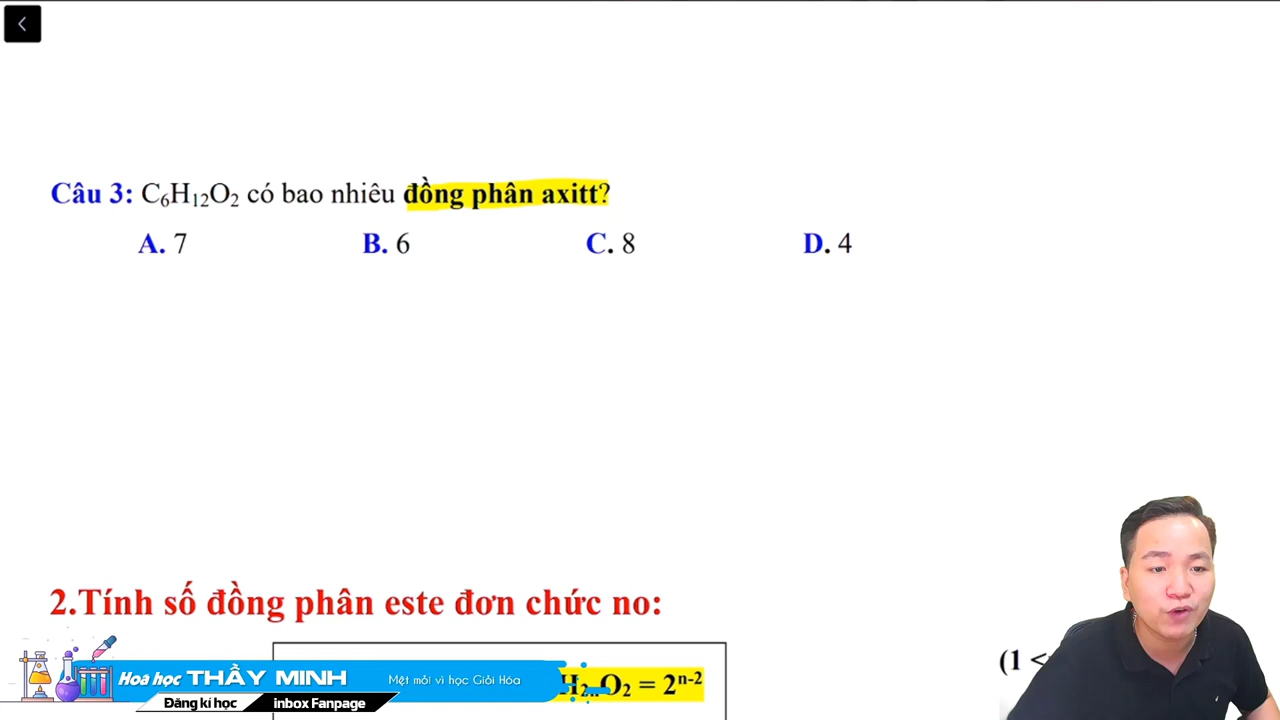 Câu 3: C₆H₁₂O₂ có bao nhiêu đồng phân axitt?
A. 7 B. 6 C. 8 D. 4
2.Tính số đồng phân este đơn chức no:
O₂ = 2ⁿ⁻²
(1 <
Hoá học THẦY MINH
Mệt mỏi vì học Giỏi Hóa
Đăng kí học inbox Fanpage